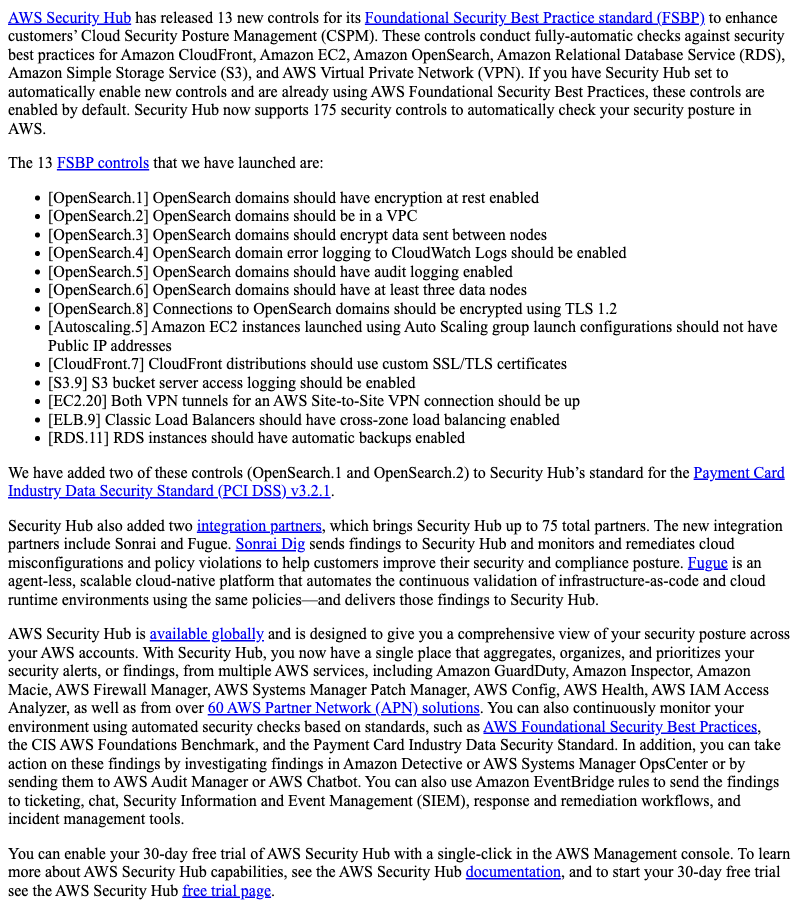 AWS Security Hub has released 13 new controls for its Foundational Security Best Practice standard (FSBP) to enhance
customers' Cloud Security Posture Management (CSPM). These controls conduct fully-automatic checks against security
best practices for Amazon CloudFront, Amazon EC2, Amazon OpenSearch, Amazon Relational Database Service (RDS),
Amazon Simple Storage Service (S3), and AWS Virtual Private Network (VPN). If you have Security Hub set to
automatically enable new controls and are already using AWS Foundational Security Best Practices, these controls are
enabled by default. Security Hub now supports 175 security controls to automatically check your security posture in
AWS.
The 13 FSBP controls that we have launched are:
• [OpenSearch.1] OpenSearch domains should have encryption at rest enabled
• [OpenSearch.2] OpenSearch domains should be in a VPC
• [OpenSearch.3] OpenSearch domains should encrypt data sent between nodes
• [OpenSearch.4] OpenSearch domain error logging to CloudWatch Logs should be enabled
• [OpenSearch.5] OpenSearch domains should have audit logging enabled
• [OpenSearch.6] OpenSearch domains should have at least three data nodes
• [OpenSearch.8] Connections to OpenSearch domains should be encrypted using TLS 1.2
• [Autoscaling.5] Amazon EC2 instances launched using Auto Scaling group launch configurations should not have
Public IP addresses
• [CloudFront.7] CloudFront distributions should use custom SSL/TLS certificates
• [S3.9] S3 bucket server access logging should be enabled
• [EC2.20] Both VPN tunnels for an AWS Site-to-Site VPN connection should be up
• [ELB.9] Classic Load Balancers should have cross-zone load balancing enabled
• [RDS.11] RDS instances should have automatic backups enabled
We have added two of these controls (OpenSearch.1 and OpenSearch.2) to Security Hub's standard for the Payment Card
Industry Data Security Standard (PCI DSS) v3.2.1.
Security Hub also added two integration partners, which brings Security Hub up to 75 total partners. The new integration
partners include Sonrai and Fugue. Sonrai Dig sends findings to Security Hub and monitors and remediates cloud
misconfigurations and policy violations to help customers improve their security and compliance posture. Fugue is an
agent-less, scalable cloud-native platform that automates the continuous validation of infrastructure-as-code and cloud
runtime environments using the same policies—and delivers those findings to Security Hub.
AWS Security Hub is available globally and is designed to give you a comprehensive view of your security posture across
your AWS accounts. With Security Hub, you now have a single place that aggregates, organizes, and prioritizes your
security alerts, or findings, from multiple AWS services, including Amazon GuardDuty, Amazon Inspector, Amazon
Macie, AWS Firewall Manager, AWS Systems Manager Patch Manager, AWS Config, AWS Health, AWS IAM Access
Analyzer, as well as from over 60 AWS Partner Network (APN) solutions. You can also continuously monitor your
environment using automated security checks based on standards, such as AWS Foundational Security Best Practices,
the CIS AWS Foundations Benchmark, and the Payment Card Industry Data Security Standard. In addition, you can take
action on these findings by investigating findings in Amazon Detective or AWS Systems Manager OpsCenter or by
sending them to AWS Audit Manager or AWS Chatbot. You can also use Amazon EventBridge rules to send the findings
to ticketing, chat, Security Information and Event Management (SIEM), response and remediation workflows, and
incident management tools.
You can enable your 30-day free trial of AWS Security Hub with a single-click in the AWS Management console. To learn
more about AWS Security Hub capabilities, see the AWS Security Hub documentation, and to start your 30-day free trial
see the AWS Security Hub free trial page.